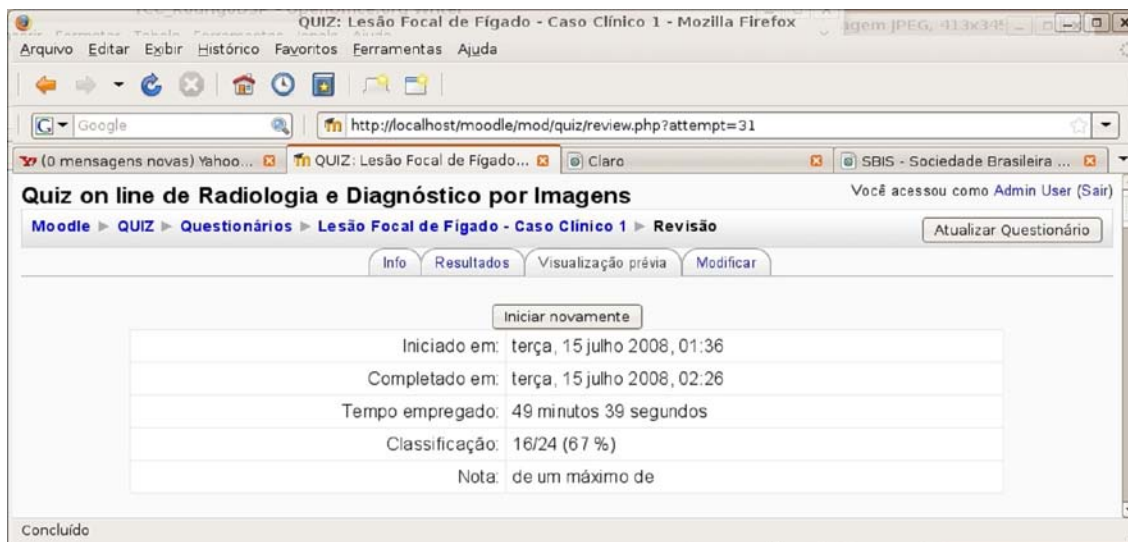 QUIZ: Lesão Focal de Fígado - Caso Clínico 1 - Mozilla Firefox
Arquivo Editar Exibir Histórico Favoritos Ferramentas Ajuda
Google
http://localhost/moodle/mod/quiz/review.php?attempt=31
(0 mensagens novas) Yahoo... QUIZ: Lesão Focal de Fígado... Claro SBIS - Sociedade Brasileira ...
Quiz on line de Radiologia e Diagnóstico por Imagens
Você acessou como Admin User (Sair)
Moodle ► QUIZ ► Questionários ► Lesão Focal de Fígado - Caso Clínico 1 ► Revisão
Atualizar Questionário
Info Resultados Visualização prévia Modificar
Iniciar novamente
Iniciado em: terça, 15 julho 2008, 01:36
Completado em: terça, 15 julho 2008, 02:26
Tempo empregado: 49 minutos 39 segundos
Classificação: 16/24 (67 %)
Nota: de um máximo de
Concluído